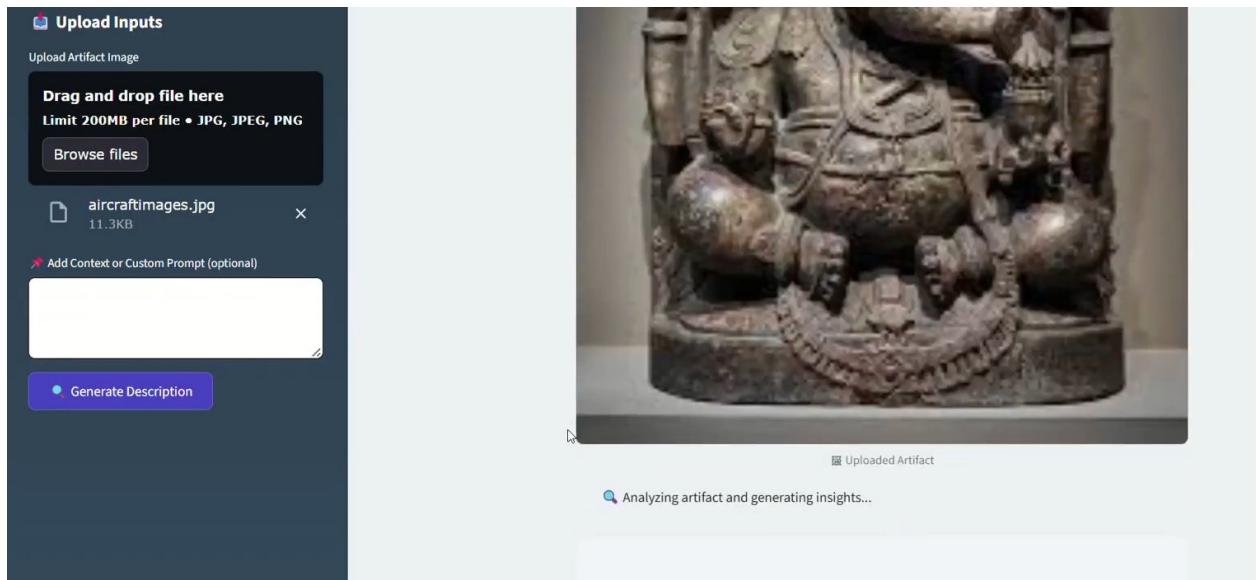 📤 Upload Inputs
Upload Artifact Image
Drag and drop file here
Limit 200MB per file • JPG, JPEG, PNG
Browse files
aircraftimages.jpg
11.3KB
📌 Add Context or Custom Prompt (optional)
🔍 Generate Description
🖼 Uploaded Artifact
🔍 Analyzing artifact and generating insights...